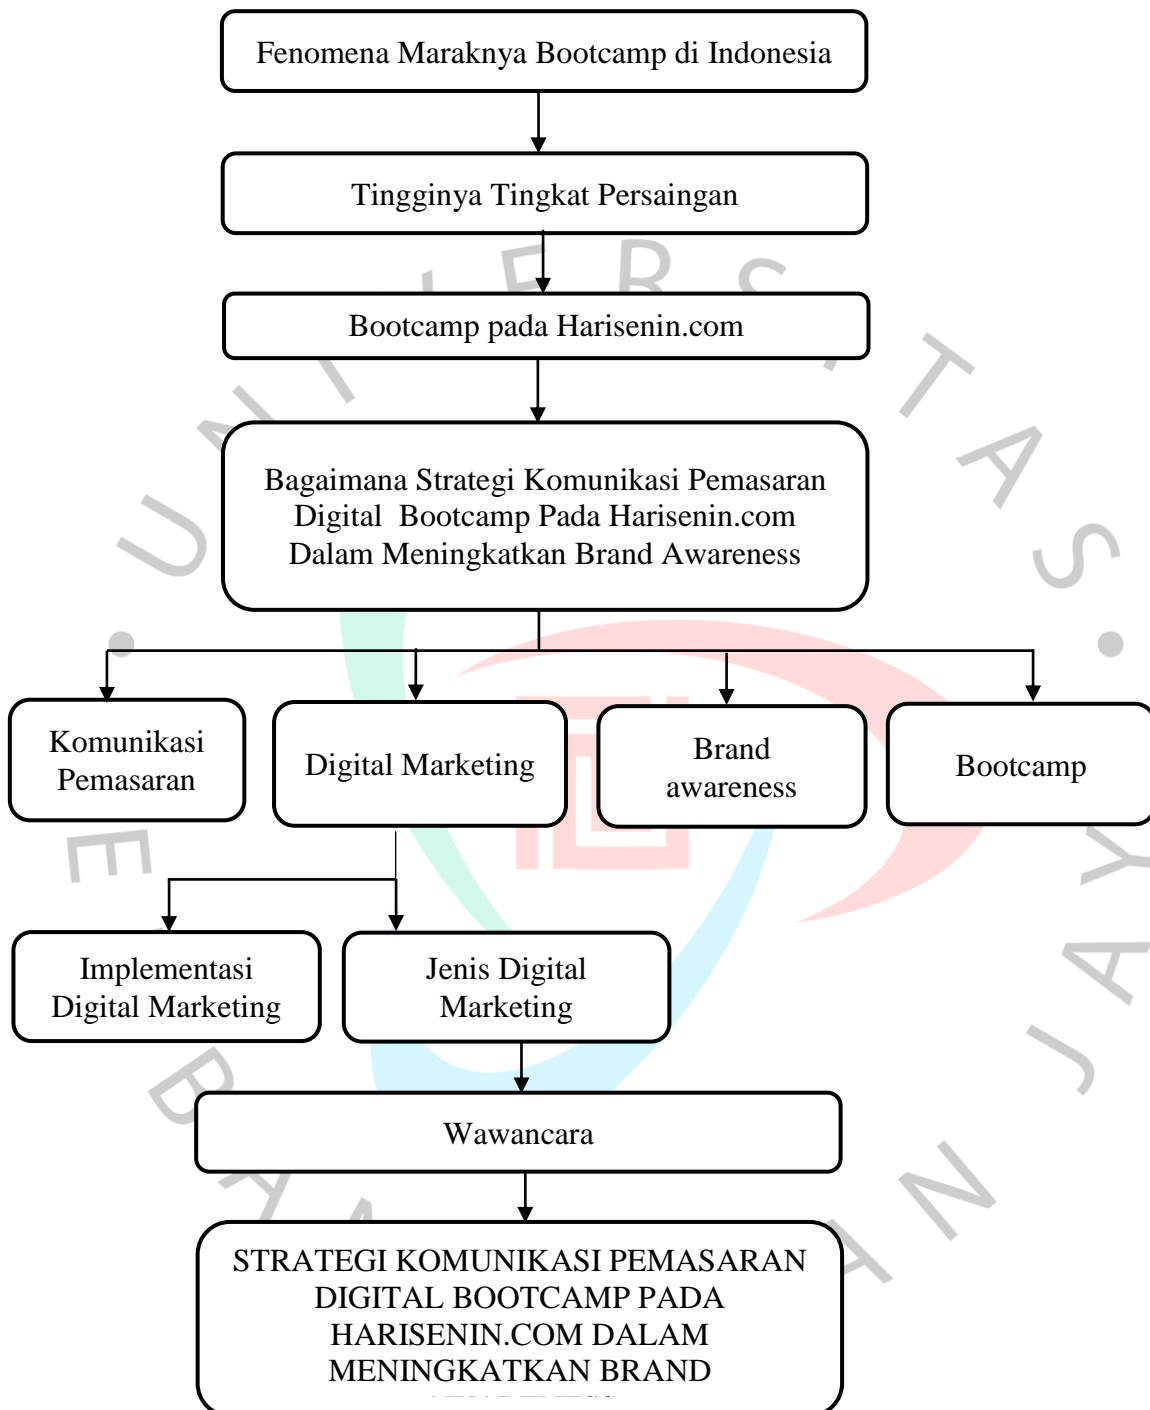 Fenomena Maraknya Bootcamp di Indonesia
Tingginya Tingkat Persaingan
Bootcamp pada Harisenin.com
Bagaimana Strategi Komunikasi Pemasaran
Digital Bootcamp Pada Harisenin.com
Dalam Meningkatkan Brand Awareness
Komunikasi
Pemasaran
Digital Marketing
Brand
awareness
Bootcamp
Implementasi
Digital Marketing
Jenis Digital
Marketing
Wawancara
STRATEGI KOMUNIKASI PEMASARAN
DIGITAL BOOTCAMP PADA
HARISENIN.COM DALAM
MENINGKATKAN BRAND